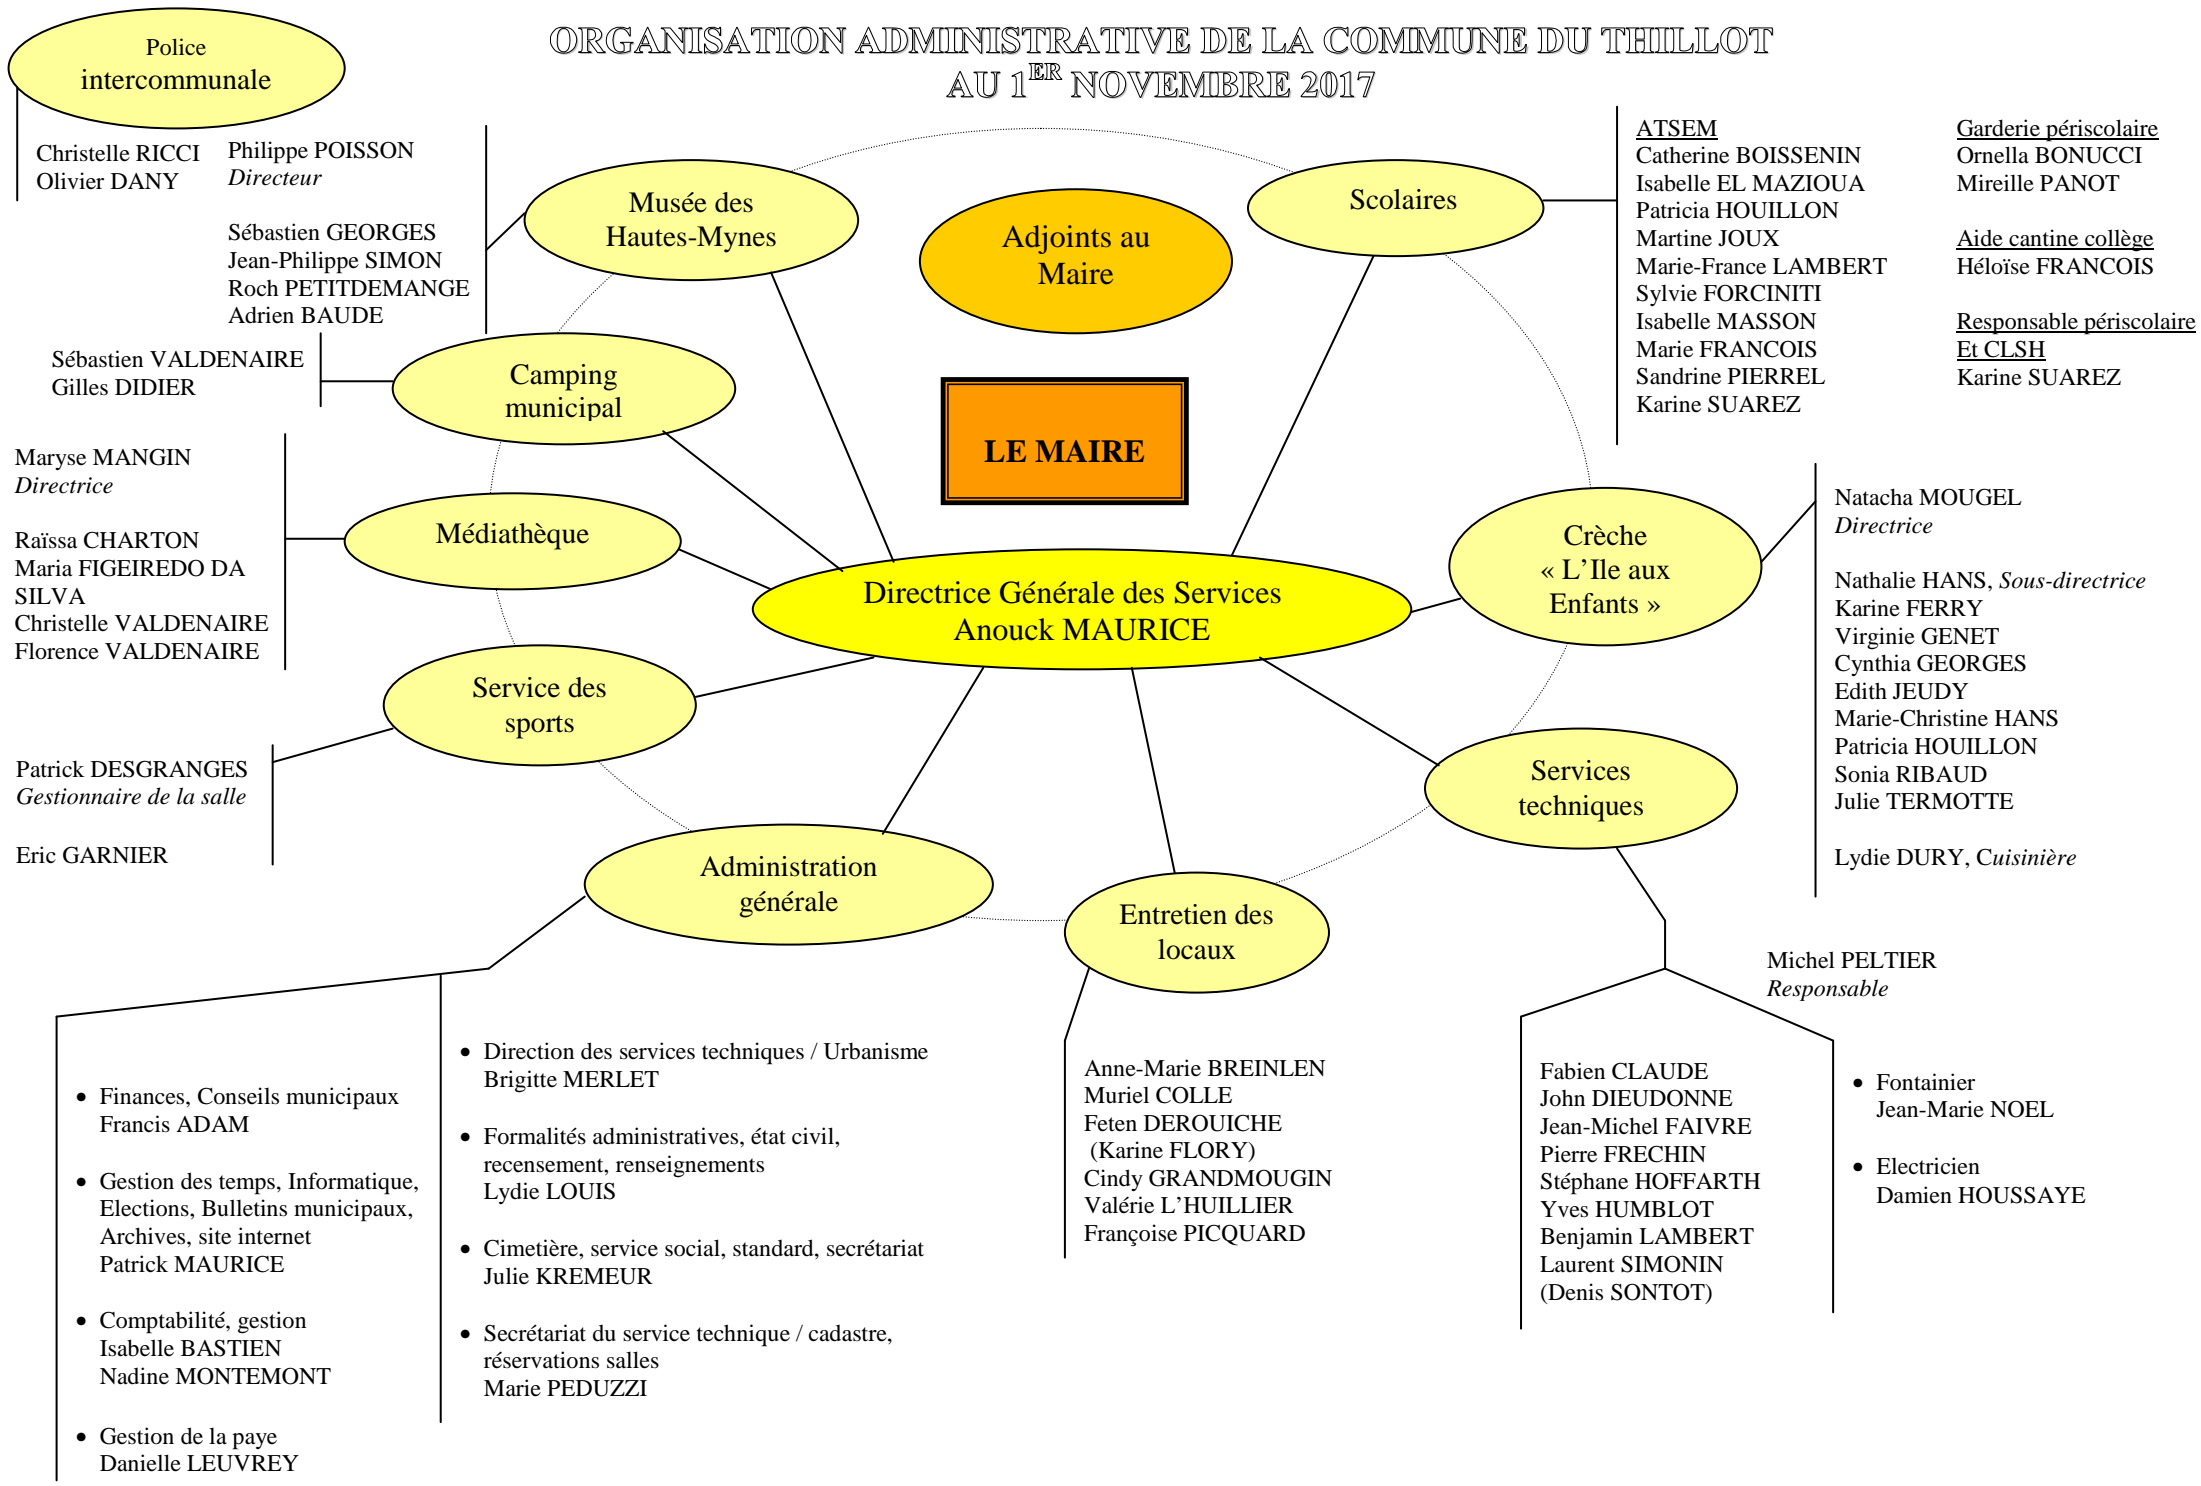 ORGANISATION ADMINISTRATIVE DE LA COMMUNE DU THILLOT
AU 1ER NOVEMBRE 2017
Police
intercommunale
Christelle RICCI
Olivier DANY
Philippe POISSON
Directeur
Sébastien GEORGES
Jean-Philippe SIMON
Roch PETITDEMANGE
Adrien BAUDE
Musée des
Hautes-Mynes
Adjoints au
Maire
Scolaires
ATSEM
Catherine BOISSENIN
Isabelle EL MAZIOUA
Patricia HOUILLON
Martine JOUX
Marie-France LAMBERT
Sylvie FORCINITI
Isabelle MASSON
Marie FRANCOIS
Sandrine PIERREL
Karine SUAREZ
Garderie périscolaire
Ornella BONUCCI
Mireille PANOT
Aide cantine collège
Héloïse FRANCOIS
Responsable périscolaire
Et CLSH
Karine SUAREZ
Sébastien VALDENAIRE
Gilles DIDIER
Camping
municipal
LE MAIRE
Maryse MANGIN
Directrice
Raïssa CHARTON
Maria FIGEIREDO DA
SILVA
Christelle VALDENAIRE
Florence VALDENAIRE
Médiathèque
Directrice Générale des Services
Anouck MAURICE
Crèche
« L'Ile aux
Enfants »
Natacha MOUGEL
Directrice
Nathalie HANS, Sous-directrice
Karine FERRY
Virginie GENET
Cynthia GEORGES
Edith JEUDY
Marie-Christine HANS
Patricia HOUILLON
Sonia RIBAUD
Julie TERMOTTE
Lydie DURY, Cuisinière
Service des
sports
Patrick DESGRANGES
Gestionnaire de la salle
Eric GARNIER
Services
techniques
Administration
générale
Entretien des
locaux
Michel PELTIER
Responsable
• Finances, Conseils municipaux
Francis ADAM
• Gestion des temps, Informatique,
Elections, Bulletins municipaux,
Archives, site internet
Patrick MAURICE
• Comptabilité, gestion
Isabelle BASTIEN
Nadine MONTEMONT
• Gestion de la paye
Danielle LEUVREY
• Direction des services techniques / Urbanisme
Brigitte MERLET
• Formalités administratives, état civil,
recensement, renseignements
Lydie LOUIS
• Cimetière, service social, standard, secrétariat
Julie KREMEUR
• Secrétariat du service technique / cadastre,
réservations salles
Marie PEDUZZI
Anne-Marie BREINLEN
Muriel COLLE
Feten DEROUICHE
(Karine FLORY)
Cindy GRANDMOUGIN
Valérie L'HUILLIER
Françoise PICQUARD
Fabien CLAUDE
John DIEUDONNE
Jean-Michel FAIVRE
Pierre FRECHIN
Stéphane HOFFARTH
Yves HUMBLOT
Benjamin LAMBERT
Laurent SIMONIN
(Denis SONTOT)
• Fontainier
Jean-Marie NOEL
• Electricien
Damien HOUSSAYE